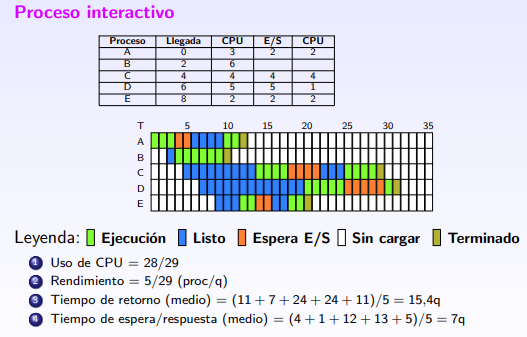 Proceso interactivo
Proceso Llegada CPU E/S CPU
A 0 3 2 2
B 2 6
C 4 4 4 4
D 6 5 5 1
E 8 2 2 2
T 5 10 15 20 25 30 35
A
B
C
D
E
Leyenda: Ejecución Listo Espera E/S Sin cargar Terminado
1 Uso de CPU = 28/29
2 Rendimiento = 5/29 (proc/q)
3 Tiempo de retorno (medio) = (11 + 7 + 24 + 24 + 11)/5 = 15,4q
4 Tiempo de espera/respuesta (medio) = (4 + 1 + 12 + 13 + 5)/5 = 7q